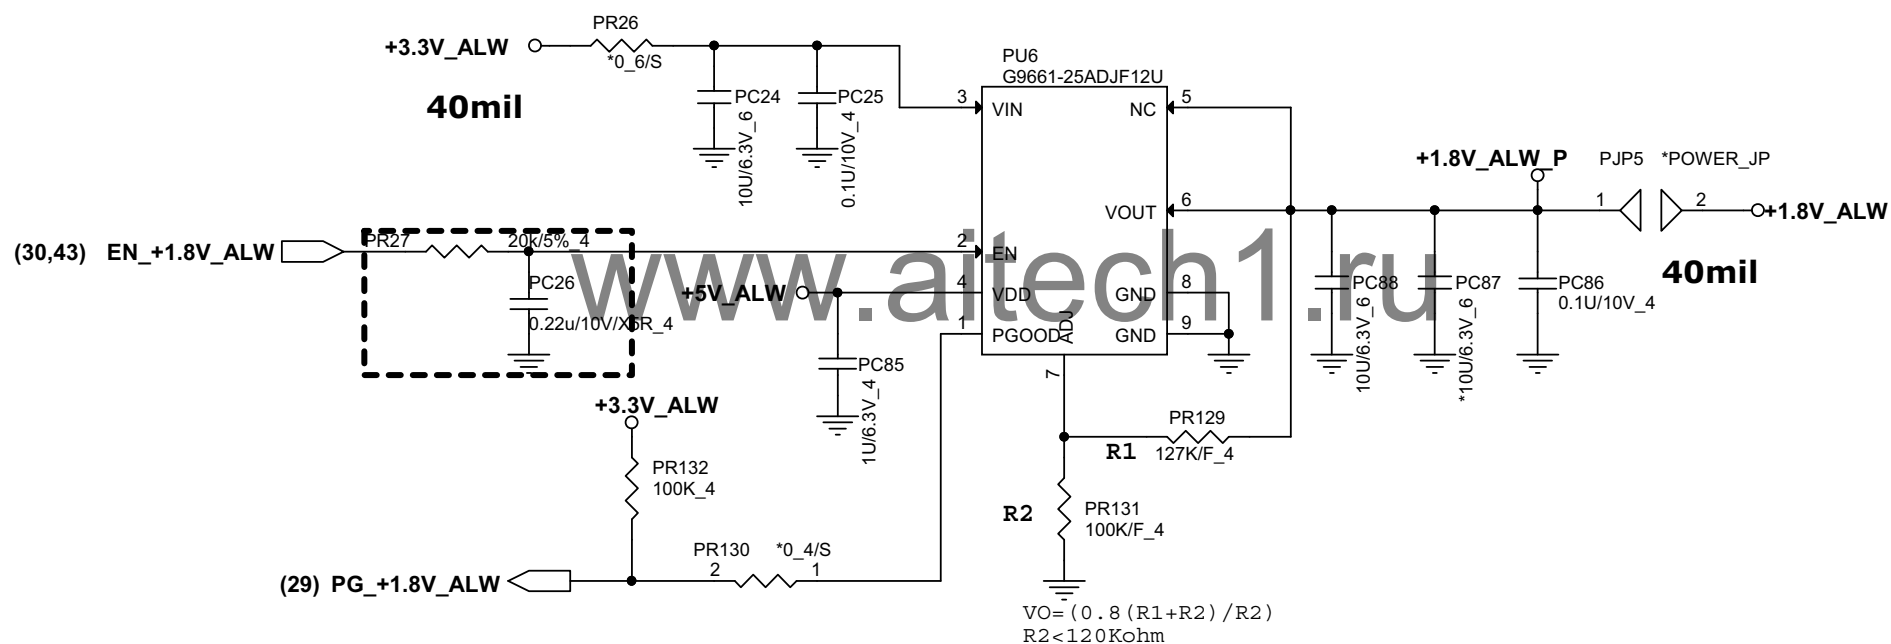 PR26
+3.3V_ALW
*0_6/S
40mil
PC24
10U/6.3V_6
PC25
0.1U/10V_4
PU6
G9661-25ADJF12U
3
VIN
NC
5
VOUT
6
+1.8V_ALW_P
PJP5
*POWER_JP
1
2
+1.8V_ALW
40mil
(30,43)
EN_+1.8V_ALW
PR27
20k/5%_4
PC26
0.22u/10V/X5R_4
2
EN
+5V_ALW
4
VDD
GND
8
1
PGOOD
GND
9
ADJ
7
PC85
1U/6.3V_4
PC88
10U/6.3V_6
PC87
*10U/6.3V_6
PC86
0.1U/10V_4
www.aitech1.ru
+3.3V_ALW
PR132
100K_4
PR129
R1
127K/F_4
R2
PR131
100K/F_4
PR130
*0_4/S
2
1
(29)
PG_+1.8V_ALW
VO=(0.8(R1+R2)/R2)
R2<120Kohm